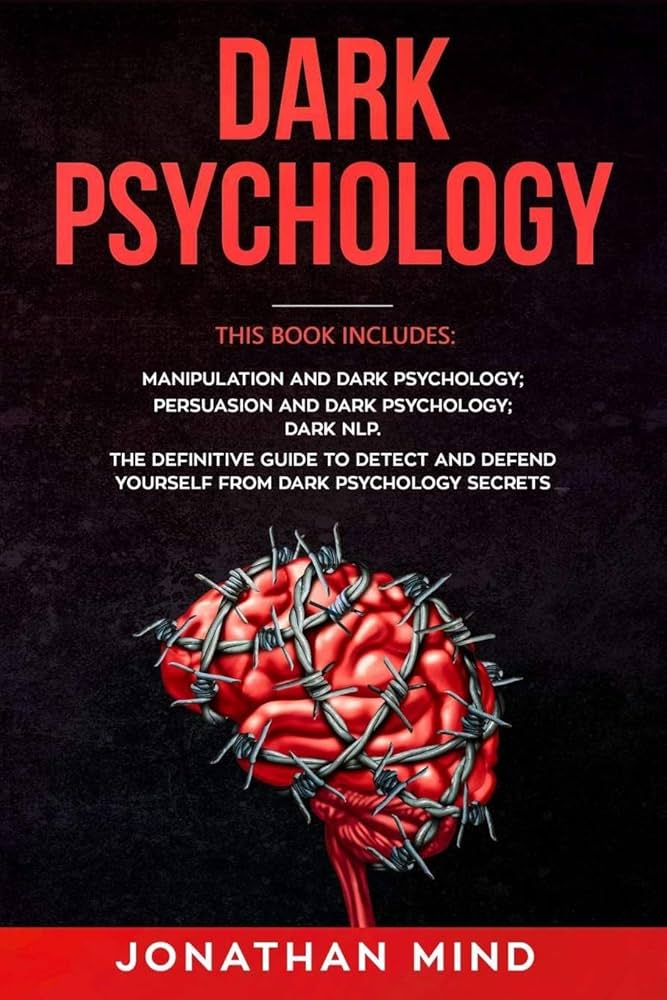 DARK
PSYCHOLOGY
THIS BOOK INCLUDES:
MANIPULATION AND DARK PSYCHOLOGY;
PERSUASION AND DARK PSYCHOLOGY;
DARK NLP.
THE DEFINITIVE GUIDE TO DETECT AND DEFEND
YOURSELF FROM DARK PSYCHOLOGY SECRETS
JONATHAN MIND